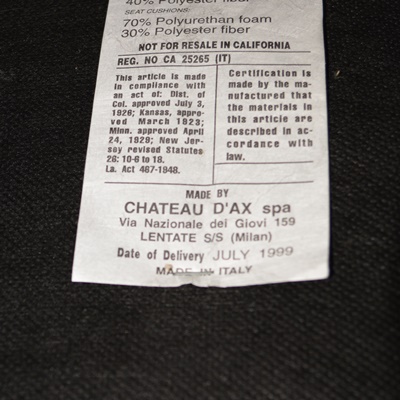 40% Polyester fiber
SEAT CUSHIONS:
70% Polyurethan foam
30% Polyester fiber
NOT FOR RESALE IN CALIFORNIA
REG. NO CA 25265 (IT)
This article is made
in compliance with
an act of: Dist. of
Col. approved July 3,
1926; Kansas, appro-
ved March 1923;
Minn. approved April
24, 1929; New Jer-
sey revised Statutes
26: 10-6 to 18.
La. Act 467-1948.
Certification is
made by the ma-
nufactured that
the materials in
this article are
described in ac-
cordance with
law.
MADE BY
CHATEAU D'AX spa
Via Nazionale dei Giovi 159
LENTATE S/S (Milan)
Date of Delivery JULY 1999
MADE IN ITALY